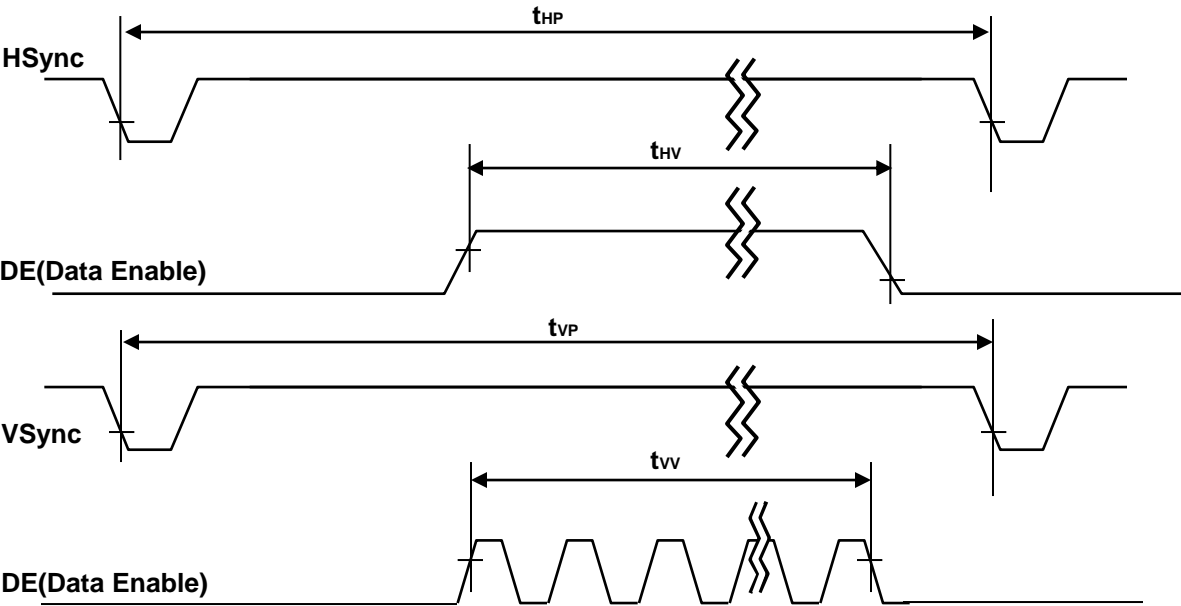 tHP
HSync
tHV
DE(Data Enable)
tVP
VSync
tVV
DE(Data Enable)